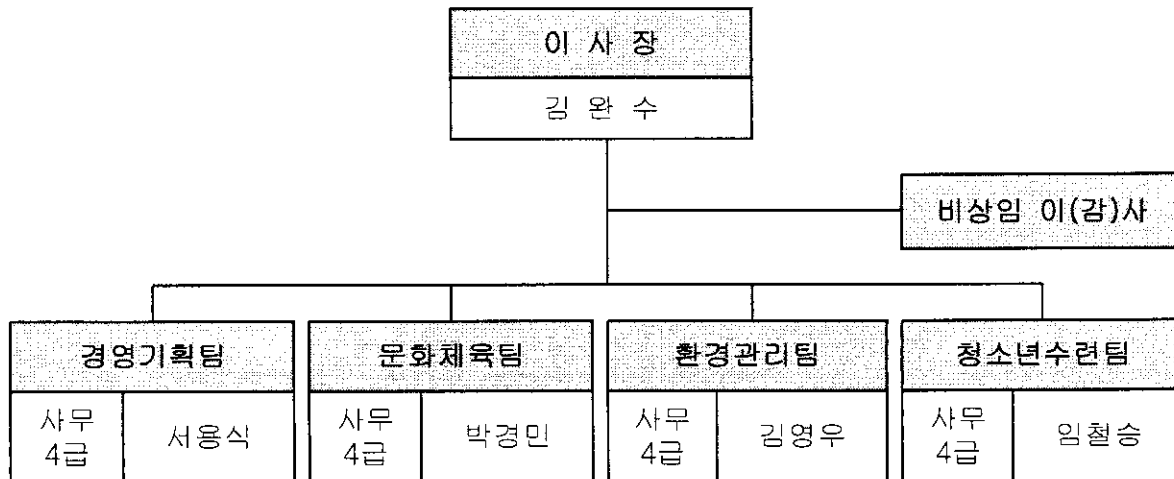 이 사 장
김 완 수
비상임 이(감)사
경영기획팀
사무
4급
서용식
문화체육팀
사무
4급
박경민
환경관리팀
사무
4급
김영우
청소년수련팀
사무
4급
임철승